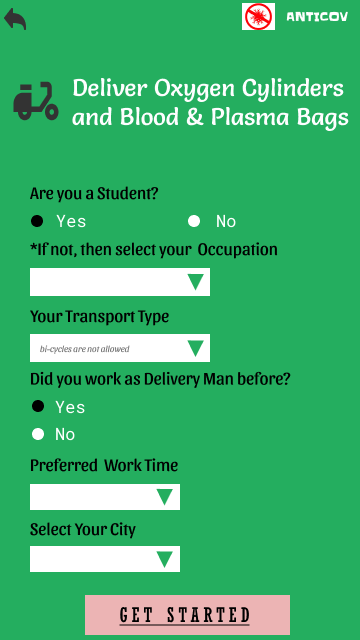 ANTICOV
Deliver Oxygen Cylinders
and Blood & Plasma Bags
Are you a Student?
Yes No
*If not, then select your Occupation
Your Transport Type
bi-cycles are not allowed
Did you work as Delivery Man before?
Yes
No
Preferred Work Time
Select Your City
GET STARTED